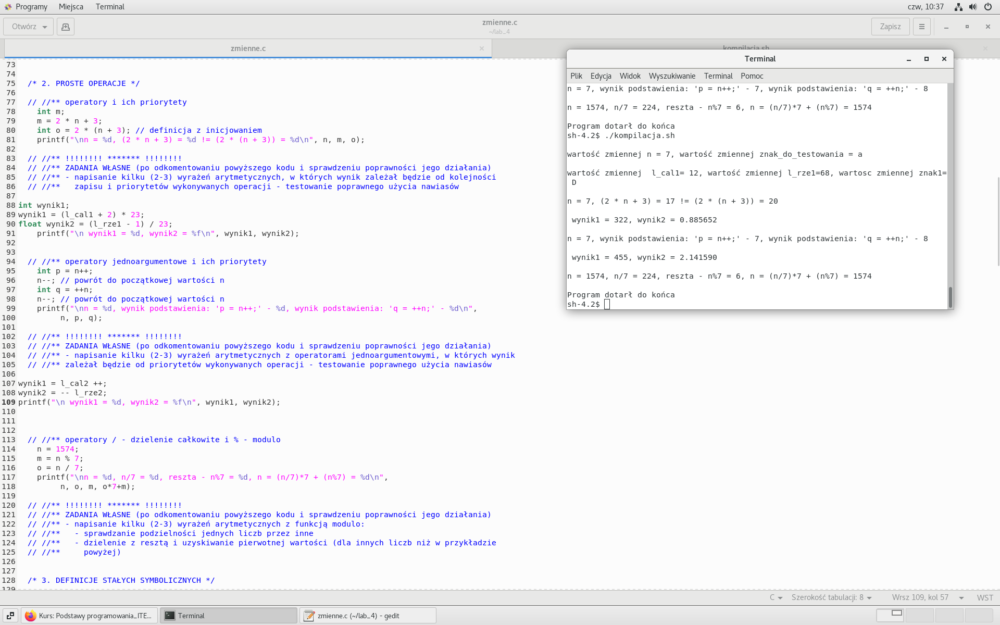 Programy Miejsca Terminal czw, 10:37
Otwórz zmienne.c Zapisz
~/lab_4
zmienne.c × kompilacja.sh ×
73
74
75 /* 2. PROSTE OPERACJE */
76
77 // //** operatory i ich priorytety
78 int m;
79 m = 2 * n + 3;
80 int o = 2 * (n + 3); // definicja z inicjowaniem
81 printf("\nn = %d, (2 * n + 3) = %d != (2 * (n + 3)) = %d\n", n, m, o);
82
83 // //** !!!!!!!! ******* !!!!!!!!
84 // //** ZADANIA WŁASNE (po odkomentowaniu powyższego kodu i sprawdzeniu poprawności jego działania)
85 // //** - napisanie kilku (2-3) wyrażeń arytmetycznych, w których wynik zależał będzie od kolejności
86 // //**   zapisu i priorytetów wykonywanych operacji - testowanie poprawnego użycia nawiasów
87
88 int wynik1;
89 wynik1 = (l_cal1 + 2) * 23;
90 float wynik2 = (l_rze1 - 1) / 23;
91 printf("\n wynik1 = %d, wynik2 = %f\n", wynik1, wynik2);
92
93
94 // //** operatory jednoargumentowe i ich priorytety
95 int p = n++;
96 n--; // powrót do początkowej wartości n
97 int q = ++n;
98 n--; // powrót do początkowej wartości n
99 printf("\nn = %d, wynik podstawienia: 'p = n++;' - %d, wynik podstawienia: 'q = ++n;' - %d\n",
100 n, p, q);
101
102 // //** !!!!!!!! ******* !!!!!!!!
103 // //** ZADANIA WŁASNE (po odkomentowaniu powyższego kodu i sprawdzeniu poprawności jego działania)
104 // //** - napisanie kilku (2-3) wyrażeń arytmetycznych z operatorami jednoargumentowymi, w których wynik
105 // //** zależał będzie od priorytetów wykonywanych operacji - testowanie poprawnego użycia nawiasów
106
107 wynik1 = l_cal2 ++;
108 wynik2 = -- l_rze2;
109 printf("\n wynik1 = %d, wynik2 = %f\n", wynik1, wynik2);
110
111
112
113 // //** operatory / - dzielenie całkowite i % - modulo
114 n = 1574;
115 m = n % 7;
116 o = n / 7;
117 printf("\nn = %d, n/7 = %d, reszta - n%7 = %d, n = (n/7)*7 + (n%7) = %d\n",
118 n, o, m, o*7+m);
119
120 // //** !!!!!!!! ******* !!!!!!!!
121 // //** ZADANIA WŁASNE (po odkomentowaniu powyższego kodu i sprawdzeniu poprawności jego działania)
122 // //** - napisanie kilku (2-3) wyrażeń arytmetycznych z funkcją modulo:
123 // //**   - sprawdzanie podzielności jednych liczb przez inne
124 // //**   - dzielenie z resztą i uzyskiwanie pierwotnej wartości (dla innych liczb niż w przykładzie
125 // //**     powyżej)
126
127
128 /* 3. DEFINICJE STAŁYCH SYMBOLICZNYCH */
129
Terminal
Plik Edycja Widok Wyszukiwanie Terminal Pomoc
n = 7, wynik podstawienia: 'p = n++;' - 7, wynik podstawienia: 'q = ++n;' - 8
n = 1574, n/7 = 224, reszta - n%7 = 6, n = (n/7)*7 + (n%7) = 1574
Program dotarł do końca
sh-4.2$ ./kompilacja.sh
wartość zmiennej n = 7, wartość zmiennej znak_do_testowania = a
wartość zmiennej  l_cal1= 12, wartość zmiennej l_rze1=68, wartosc zmiennej znak1=
D
n = 7, (2 * n + 3) = 17 != (2 * (n + 3)) = 20
wynik1 = 322, wynik2 = 0.885652
n = 7, wynik podstawienia: 'p = n++;' - 7, wynik podstawienia: 'q = ++n;' - 8
wynik1 = 455, wynik2 = 2.141590
n = 1574, n/7 = 224, reszta - n%7 = 6, n = (n/7)*7 + (n%7) = 1574
Program dotarł do końca
sh-4.2$
C Szerokość tabulacji: 8 Wrsz 109, kol 57 WST
Kurs: Podstawy programowania_ITE... Terminal zmienne.c (~/lab_4) - gedit